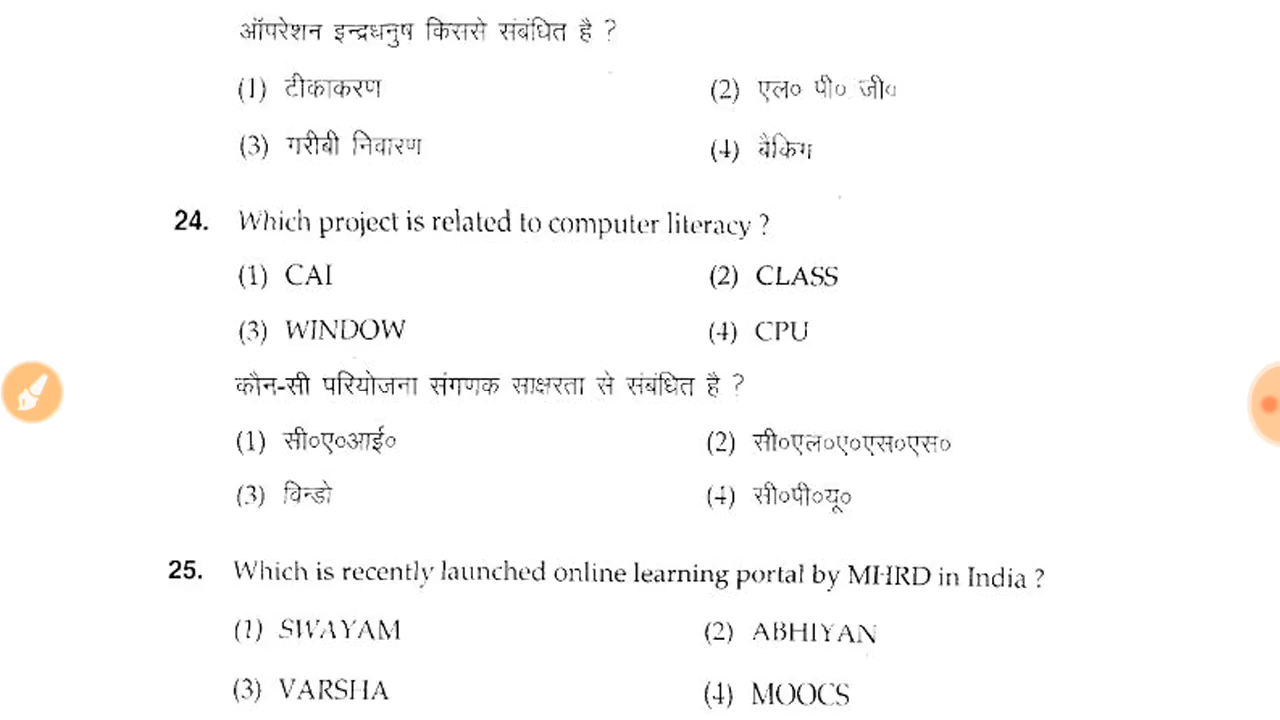 ऑपरेशन इन्द्रधनुष किससे संबंधित है ?
(1) टीकाकरण (2) एल० पी० जी०
(3) गरीबी निवारण (4) बैंकिग
24. Which project is related to computer literacy ?
(1) CAI (2) CLASS
(3) WINDOW (4) CPU
कौन-सी परियोजना संगणक साक्षरता से संबंधित है ?
(1) सी०ए०आई० (2) सी०एल०ए०एस०एस०
(3) विन्डो (4) सी०पी०यू०
25. Which is recently launched online learning portal by MHRD in India ?
(1) SWAYAM (2) ABHIYAN
(3) VARSHA (4) MOOCS